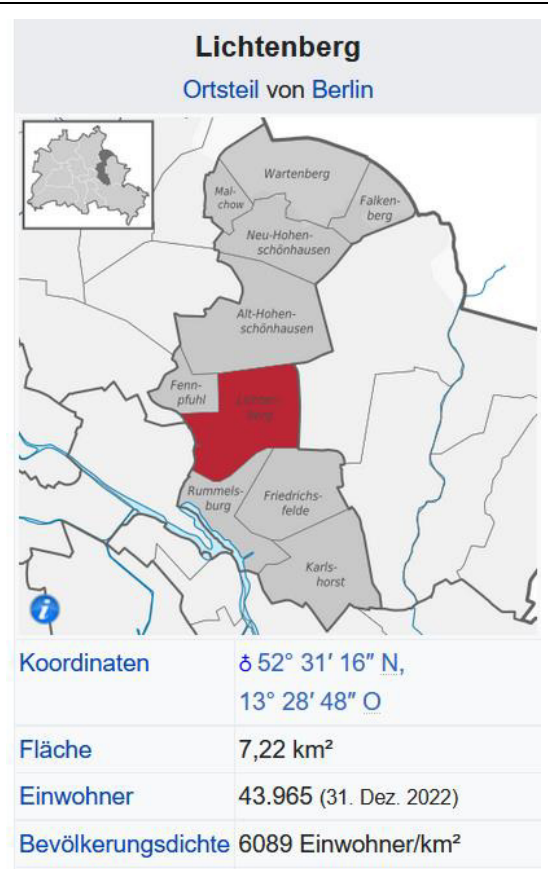 Lichtenberg
Ortsteil von Berlin
Wartenberg
Mal-
chow
Falken-
berg
Neu-Hohen-
schönhausen
Alt-Hohen-
schönhausen
Fenn-
pfuhl
Lichten-
berg
Rummels-
burg
Friedrichs-
felde
Karls-
horst
i
Koordinaten
♁ 52° 31′ 16″ N,
13° 28′ 48″ O
Fläche
7,22 km²
Einwohner
43.965 (31. Dez. 2022)
Bevölkerungsdichte
6089 Einwohner/km²